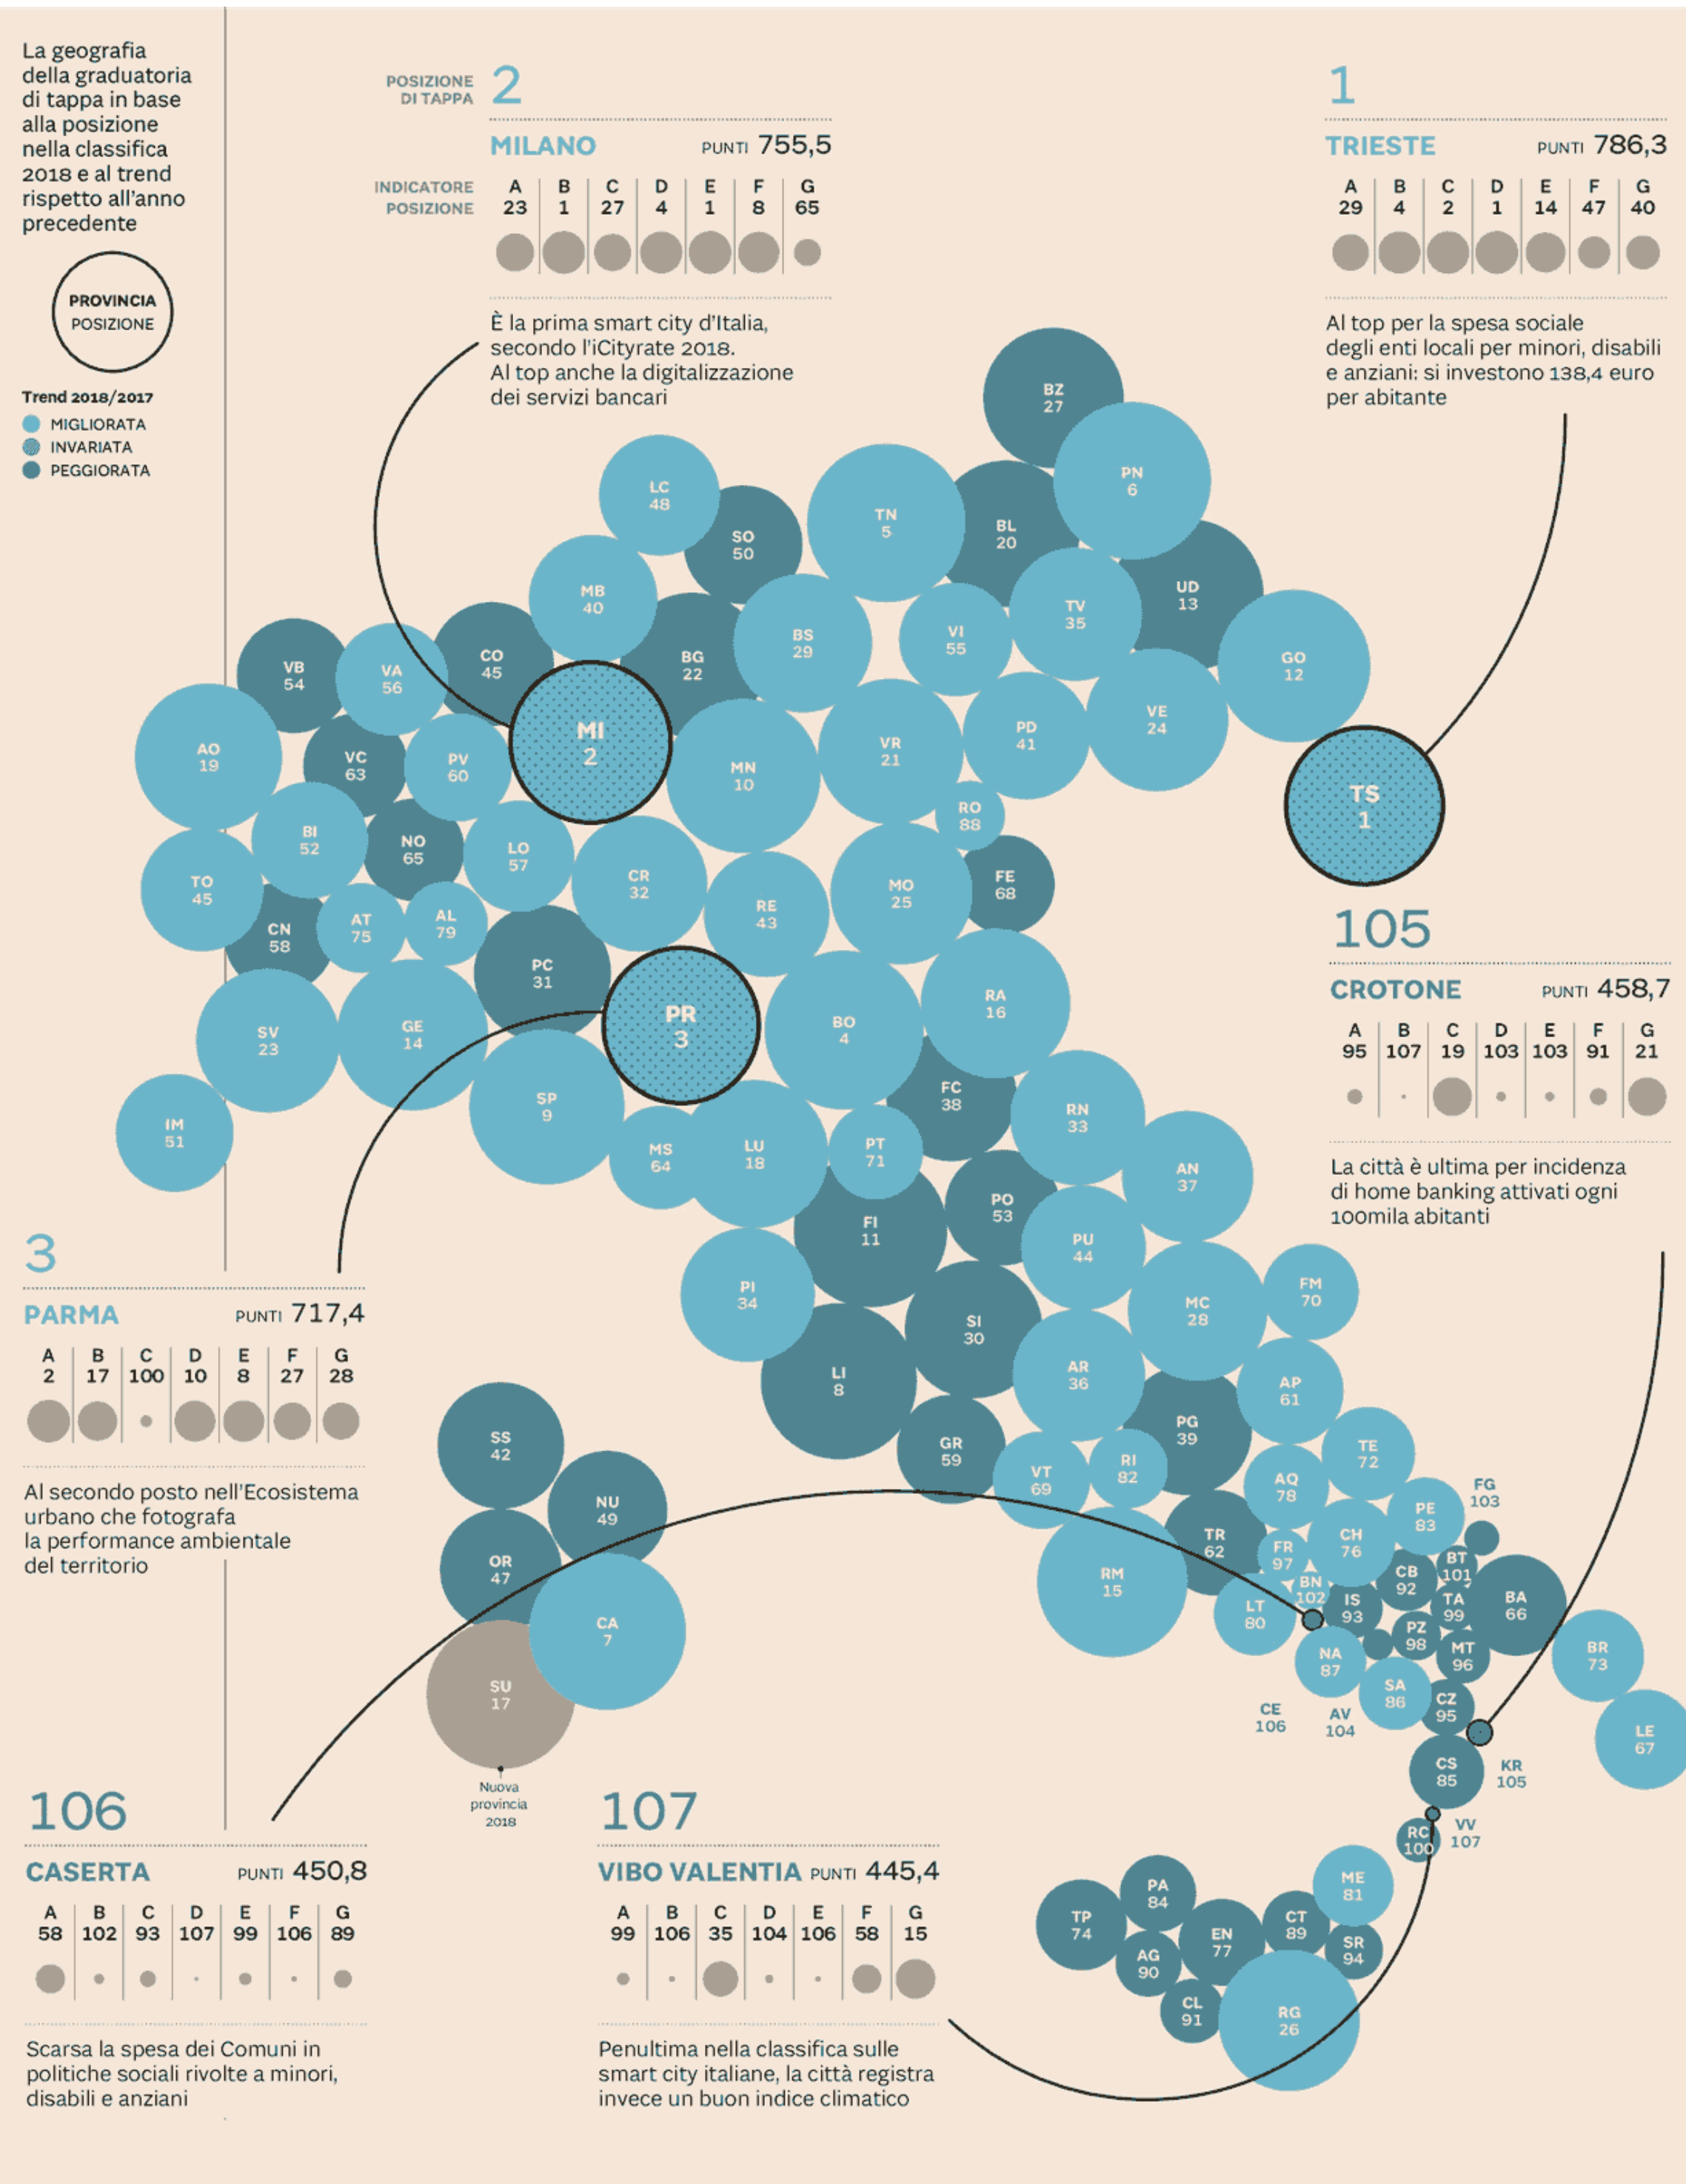 La geografia
della graduatoria
di tappa in base
alla posizione
nella classifica
2018 e al trend
rispetto all'anno
precedente
PROVINCIA
POSIZIONE
Trend 2018/2017
MIGLIORATA
INVARIATA
PEGGIORATA
POSIZIONE
DI TAPPA
2
MILANO PUNTI 755,5
INDICATORE A B C D E F G
POSIZIONE 23 1 27 4 1 8 65
È la prima smart city d'Italia,
secondo l'iCityrate 2018.
Al top anche la digitalizzazione
dei servizi bancari
1
TRIESTE PUNTI 786,3
A B C D E F G
29 4 2 1 14 47 40
Al top per la spesa sociale
degli enti locali per minori, disabili
e anziani: si investono 138,4 euro
per abitante
BZ
27
PN
6
LC
48
TN
5
BL
20
SO
50
UD
13
MB
40
TV
35
BS
29
VI
55
CO
45
BG
22
GO
12
VB
54
VA
56
VE
24
MI
2
PD
41
VR
21
AO
19
VC
63
PV
60
MN
10
TS
1
RO
88
BI
52
NO
65
LO
57
CR
32
FE
68
MO
25
TO
45
RE
43
AT
75
AL
79
CN
58
PC
31
RA
16
PR
3
BO
4
GE
14
SV
23
FC
38
SP
9
RN
33
IM
51
MS
64
LU
18
PT
71
AN
37
PO
53
FI
11
PU
44
PI
34
FM
70
MC
28
SI
30
AR
36
LI
8
AP
61
PG
39
GR
59
TE
72
VT
69
RI
82
AQ
78
PE
83
FG
103
TR
62
CH
76
FR
97
BT
101
CB
92
RM
15
BN
102
LT
80
IS
93
TA
99
BA
66
PZ
98
MT
96
NA
87
BR
73
SA
86
CZ
95
CE
106
AV
104
LE
67
CS
85
KR
105
VV
107
RC
100
ME
81
PA
84
TP
74
CT
89
EN
77
SR
94
AG
90
CL
91
RG
26
SS
42
NU
49
OR
47
CA
7
SU
17
Nuova
provincia
2018
105
CROTONE PUNTI 458,7
A B C D E F G
95 107 19 103 103 91 21
La città è ultima per incidenza
di home banking attivati ogni
100mila abitanti
3
PARMA PUNTI 717,4
A B C D E F G
2 17 100 10 8 27 28
Al secondo posto nell'Ecosistema
urbano che fotografa
la performance ambientale
del territorio
106
CASERTA PUNTI 450,8
A B C D E F G
58 102 93 107 99 106 89
Scarsa la spesa dei Comuni in
politiche sociali rivolte a minori,
disabili e anziani
107
VIBO VALENTIA PUNTI 445,4
A B C D E F G
99 106 35 104 106 58 15
Penultima nella classifica sulle
smart city italiane, la città registra
invece un buon indice climatico